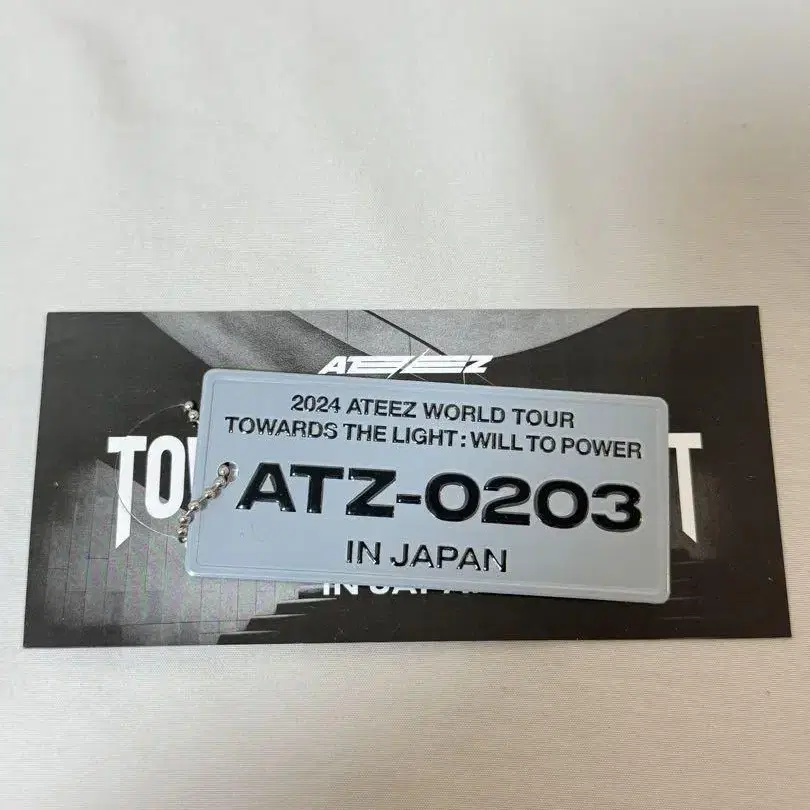 ATEEZ
2024 ATEEZ WORLD TOUR
TOWARDS THE LIGHT : WILL TO POWER
ATZ-0203
IN JAPAN